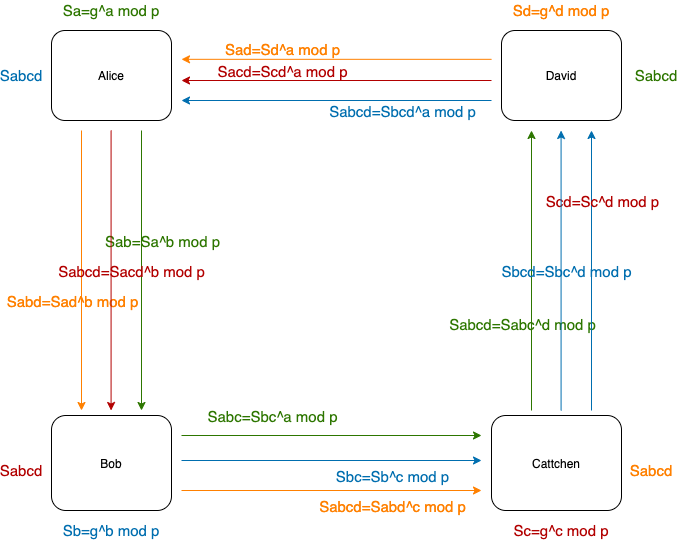 Sa=g^a mod p
Sd=g^d mod p
Sabcd
Alice
Sad=Sd^a mod p
Sacd=Scd^a mod p
Sabcd=Sbcd^a mod p
David
Sabcd
Scd=Sc^d mod p
Sab=Sa^b mod p
Sabcd=Sacd^b mod p
Sbcd=Sbc^d mod p
Sabd=Sad^b mod p
Sabcd=Sabc^d mod p
Sabc=Sbc^a mod p
Sabcd
Bob
Sbc=Sb^c mod p
Sabcd=Sabd^c mod p
Cattchen
Sabcd
Sb=g^b mod p
Sc=g^c mod p